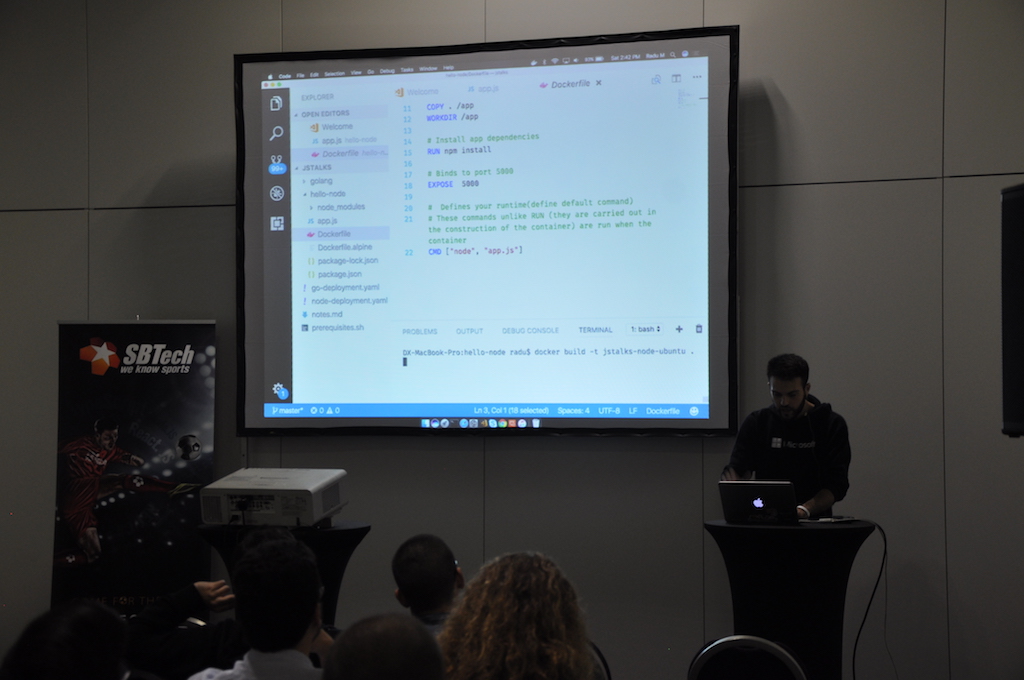 Code File Edit Selection View Go Debug Tasks Window Help
Sat 2:42 PM Radu M
EXPLORER
OPEN EDITORS
Welcome
app.js hello-node
Dockerfile hello-n...
JSTALKS
golang
hello-node
node_modules
app.js
Dockerfile
Dockerfile.alpine
package-lock.json
package.json
go-deployment.yaml
node-deployment.yaml
notes.md
prerequisites.sh
Welcome
app.js
Dockerfile
11 COPY . /app
12 WORKDIR /app
13
14 # Install app dependencies
15 RUN npm install
16
17 # Binds to port 5000
18 EXPOSE 5000
19
20 # Defines your runtime(define default command)
21 # These commands unlike RUN (they are carried out in
the construction of the container) are run when the
container
22 CMD ["node", "app.js"]
PROBLEMS OUTPUT DEBUG CONSOLE TERMINAL 1: bash
DX-MacBook-Pro:hello-node radu$ docker build -t jstalks-node-ubuntu .
master* 0 0 Ln 3, Col 1 (18 selected) Spaces: 4 UTF-8 LF Dockerfile
SBTech
we know sports
Microsoft